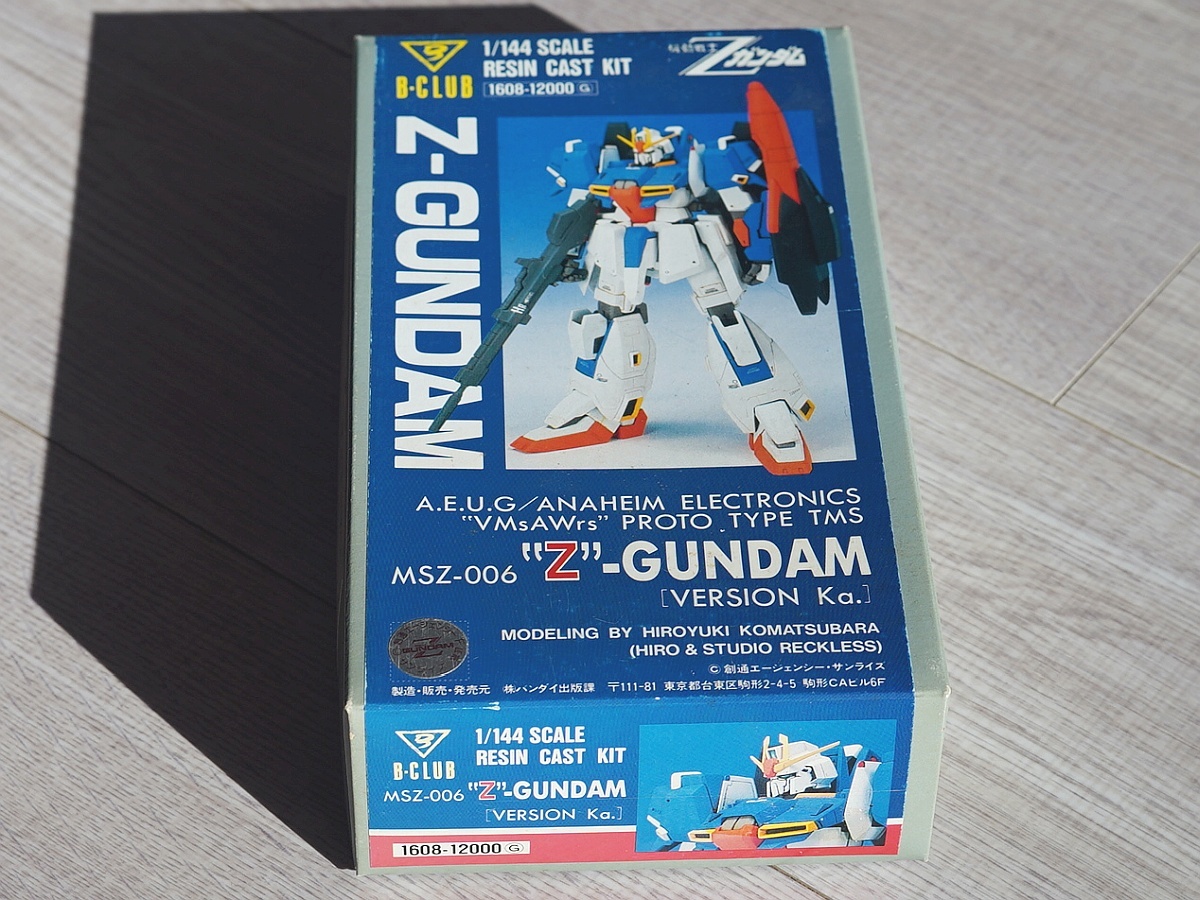 B-CLUB
1/144 SCALE
RESIN CAST KIT
1608-12000 G
機動戦士
Zガンダム
Z-GUNDAM
A.E.U.G/ANAHEIM ELECTRONICS
"VMsAWrs" PROTO TYPE TMS
MSZ-006 "Z"-GUNDAM
[VERSION Ka.]
MODELING BY HIROYUKI KOMATSUBARA
(HIRO & STUDIO RECKLESS)
© 創通エージェンシー・サンライズ
製造・販売・発売元 ㈱バンダイ出版課 〒111-81 東京都台東区駒形2-4-5 駒形CAビル6F
GUNDAM
B-CLUB
1/144 SCALE
RESIN CAST KIT
MSZ-006 "Z"-GUNDAM
[VERSION Ka.]
1608-12000 G